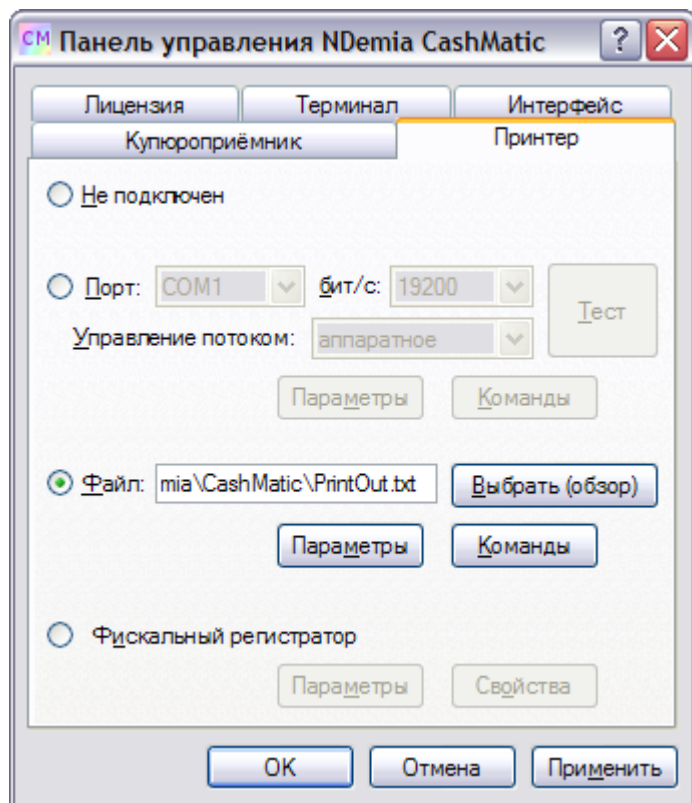 CM Панель управления NDemia CashMatic ?
Лицензия Терминал Интерфейс
Купюроприёмник Принтер
Не подключен
Порт: COM1 бит/с: 19200 Тест
Управление потоком: аппаратное
Параметры Команды
Файл: mia\CashMatic\PrintOut.txt Выбрать (обзор)
Параметры Команды
Фискальный регистратор
Параметры Свойства
OK Отмена Применить